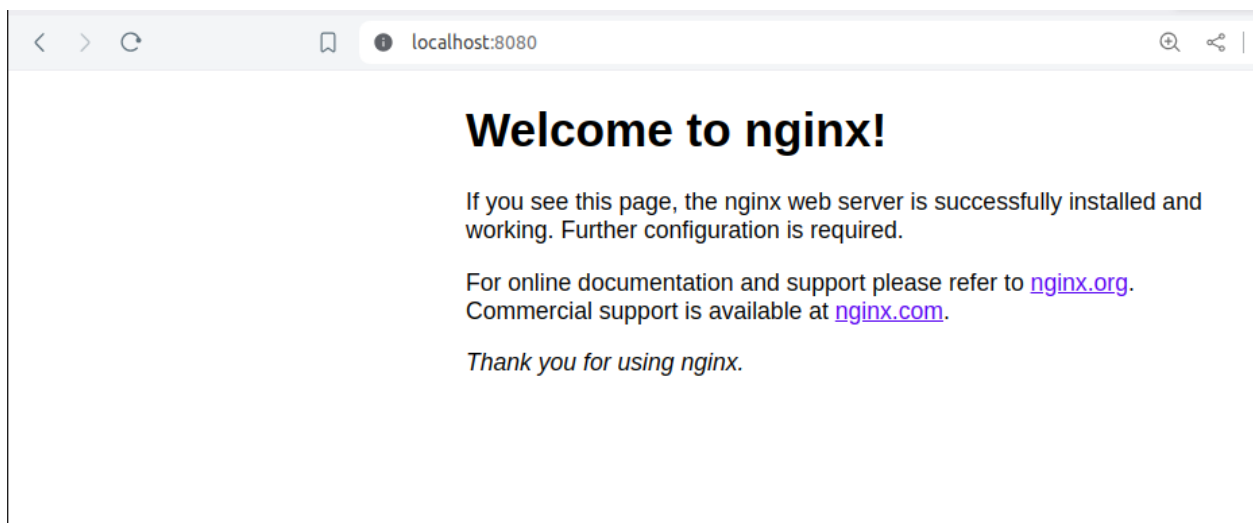 localhost:8080
Welcome to nginx!
If you see this page, the nginx web server is successfully installed and
working. Further configuration is required.
For online documentation and support please refer to nginx.org.
Commercial support is available at nginx.com.
Thank you for using nginx.